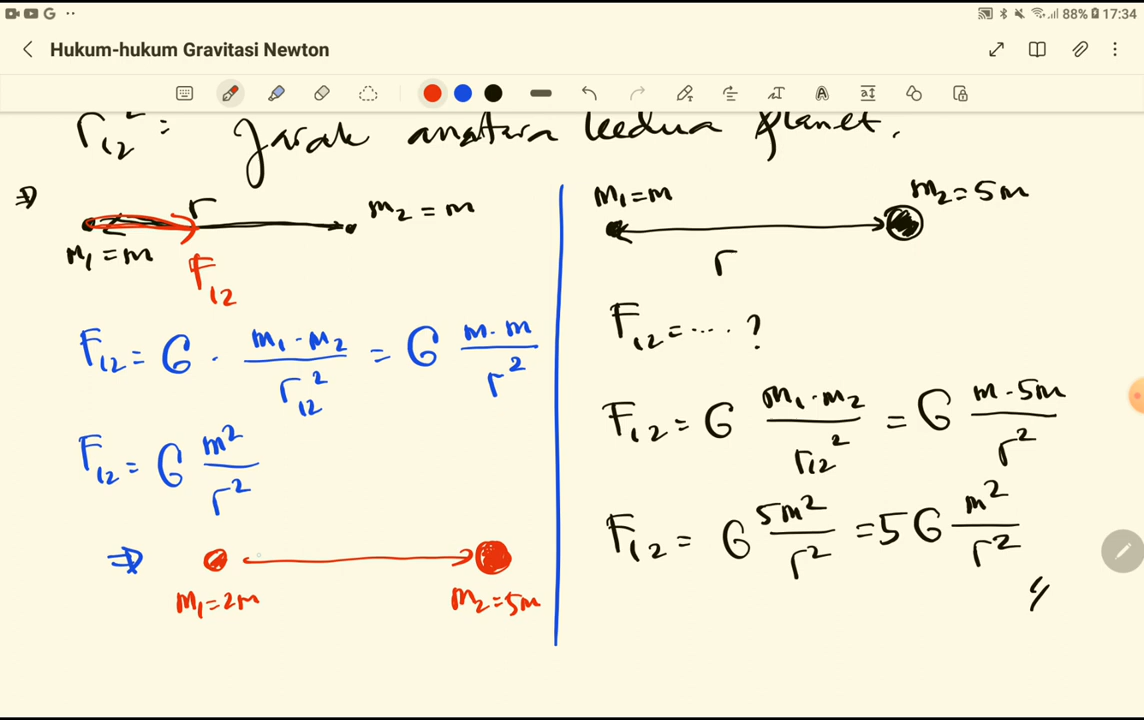 88% 17:34
Hukum-hukum Gravitasi Newton
r₁₂² = Jarak anatara kedua planet.
⇒ r m₂ = m
m₁ = m
F₁₂
F₁₂ = G · (m₁ · m₂)/r₁₂² = G (m · m)/r²
F₁₂ = G m²/r²
⇒
m₁ = 2m m₂ = 5m
m₁ = m m₂ = 5m
r
F₁₂ = .... ?
F₁₂ = G (m₁ · m₂)/r₁₂² = G (m · 5m)/r²
F₁₂ = G 5m²/r² = 5G m²/r²